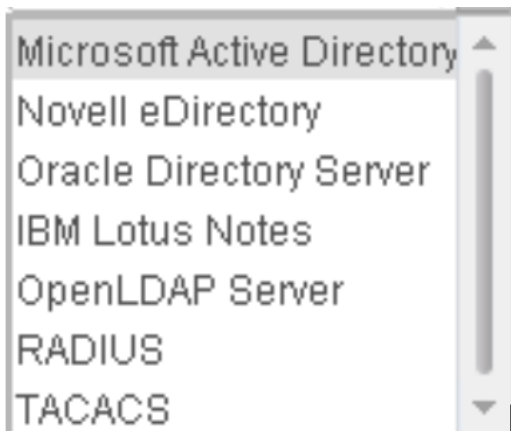 Microsoft Active Directory
Novell eDirectory
Oracle Directory Server
IBM Lotus Notes
OpenLDAP Server
RADIUS
TACACS